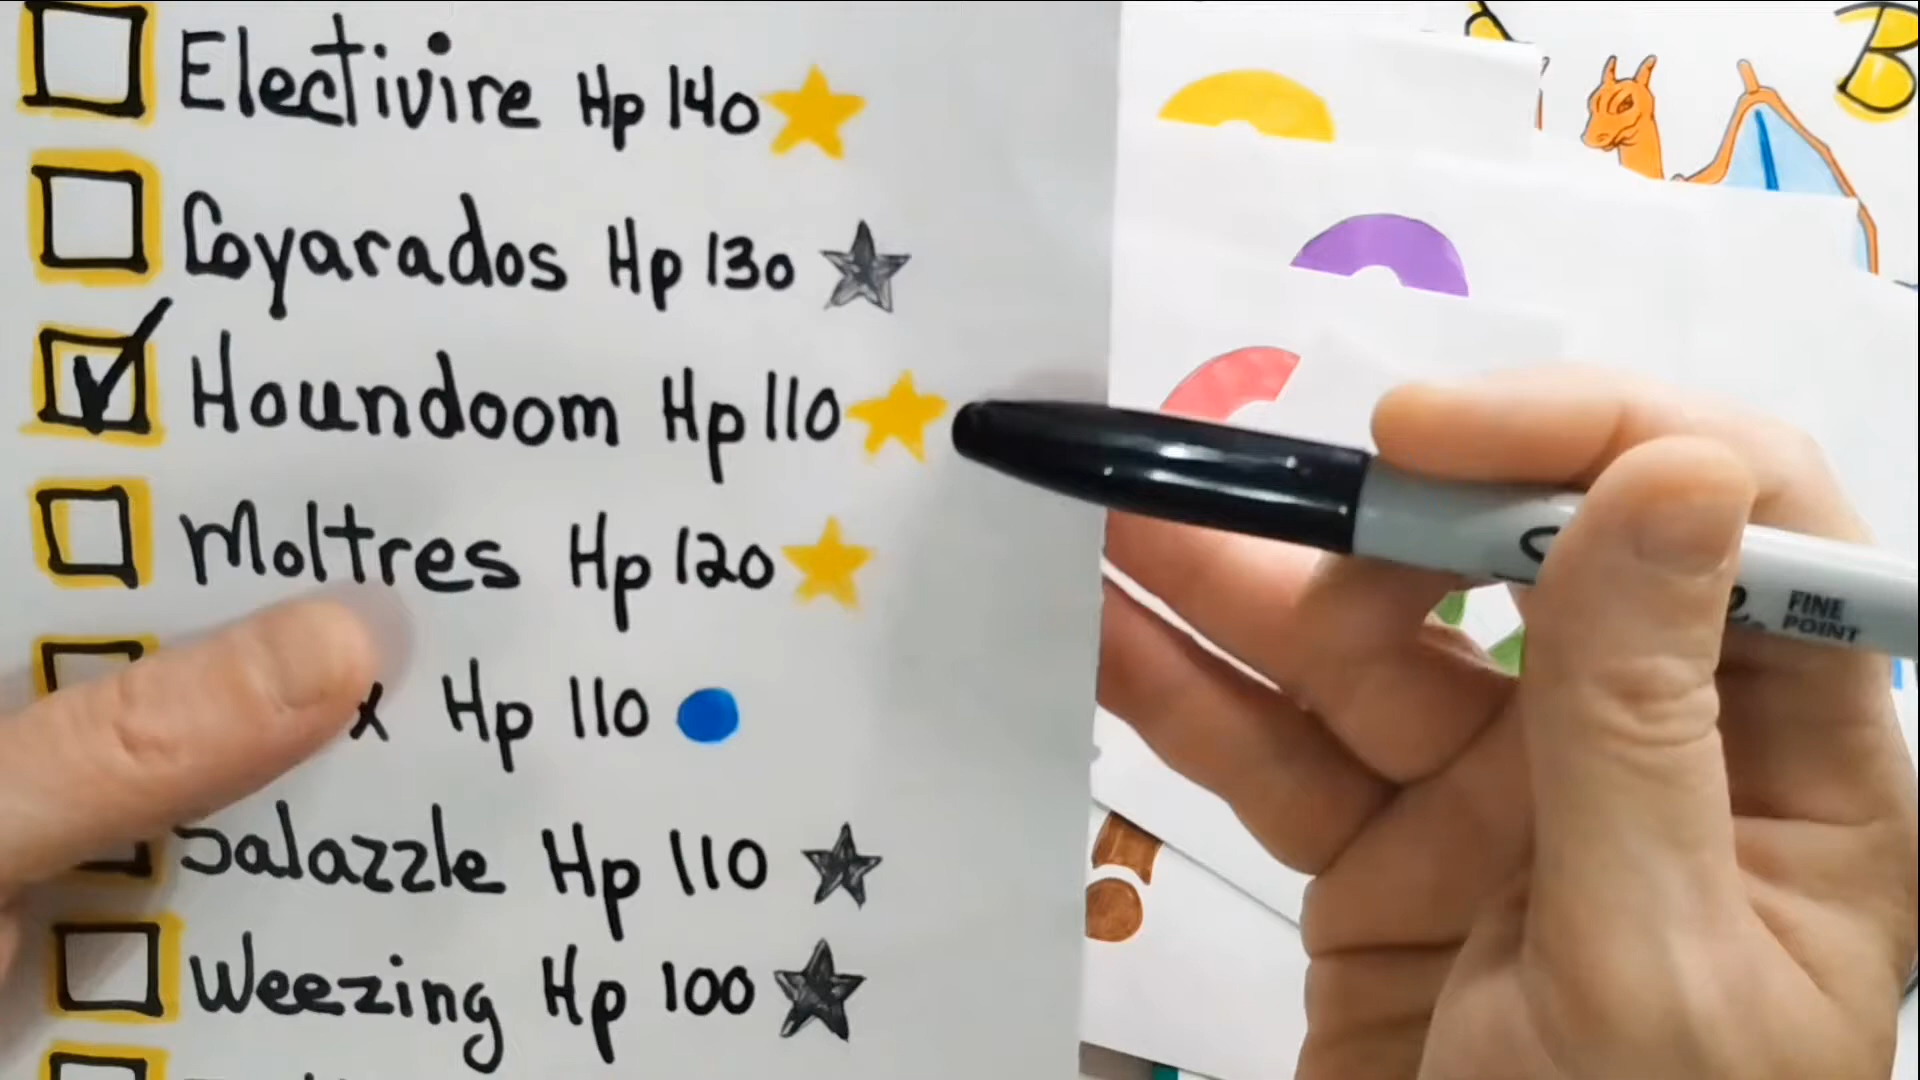 Electivire Hp 140
Gyarados Hp 130
Houndoom Hp 110
Moltres Hp 120
x Hp 110
Salazzle Hp 110
Weezing Hp 100
B
FINE
POINT